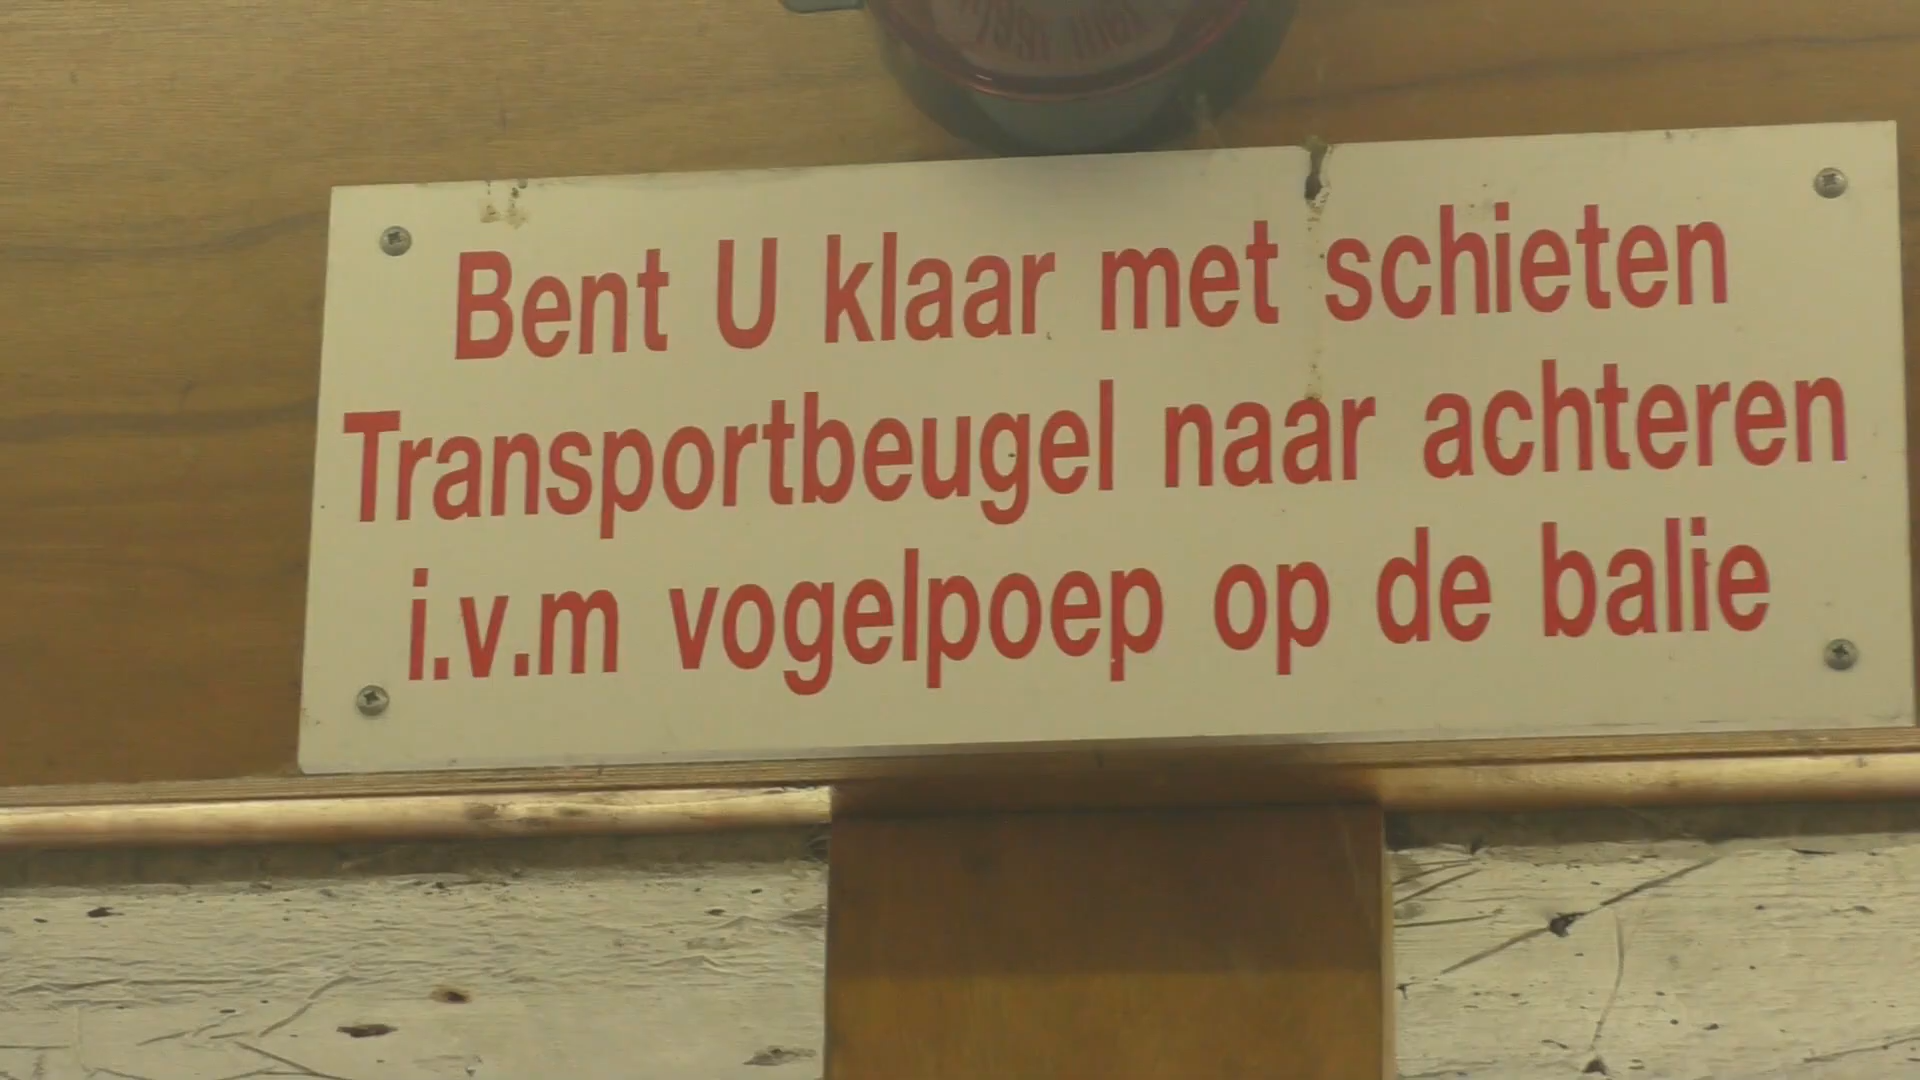 Bent U klaar met schieten
Transportbeugel naar achteren
i.v.m vogelpoep op de balie